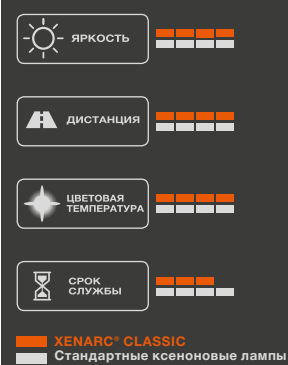 ЯРКОСТЬ
ДИСТАНЦИЯ
ЦВЕТОВАЯ
ТЕМПЕРАТУРА
СРОК
СЛУЖБЫ
XENARC® CLASSIC
Стандартные ксеноновые лампы